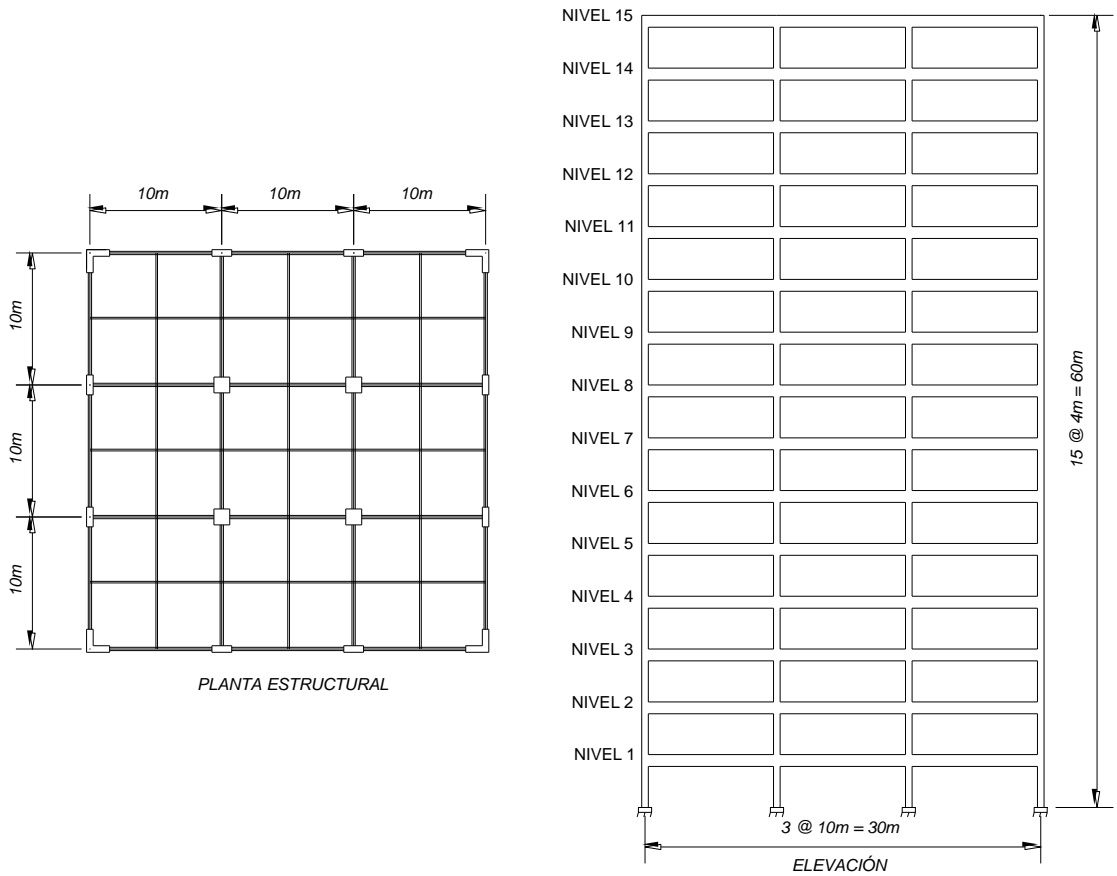 10m
10m
10m
10m
10m
10m
PLANTA ESTRUCTURAL
NIVEL 15
NIVEL 14
NIVEL 13
NIVEL 12
NIVEL 11
NIVEL 10
NIVEL 9
NIVEL 8
NIVEL 7
NIVEL 6
NIVEL 5
NIVEL 4
NIVEL 3
NIVEL 2
NIVEL 1
15 @ 4m = 60m
3 @ 10m = 30m
ELEVACIÓN